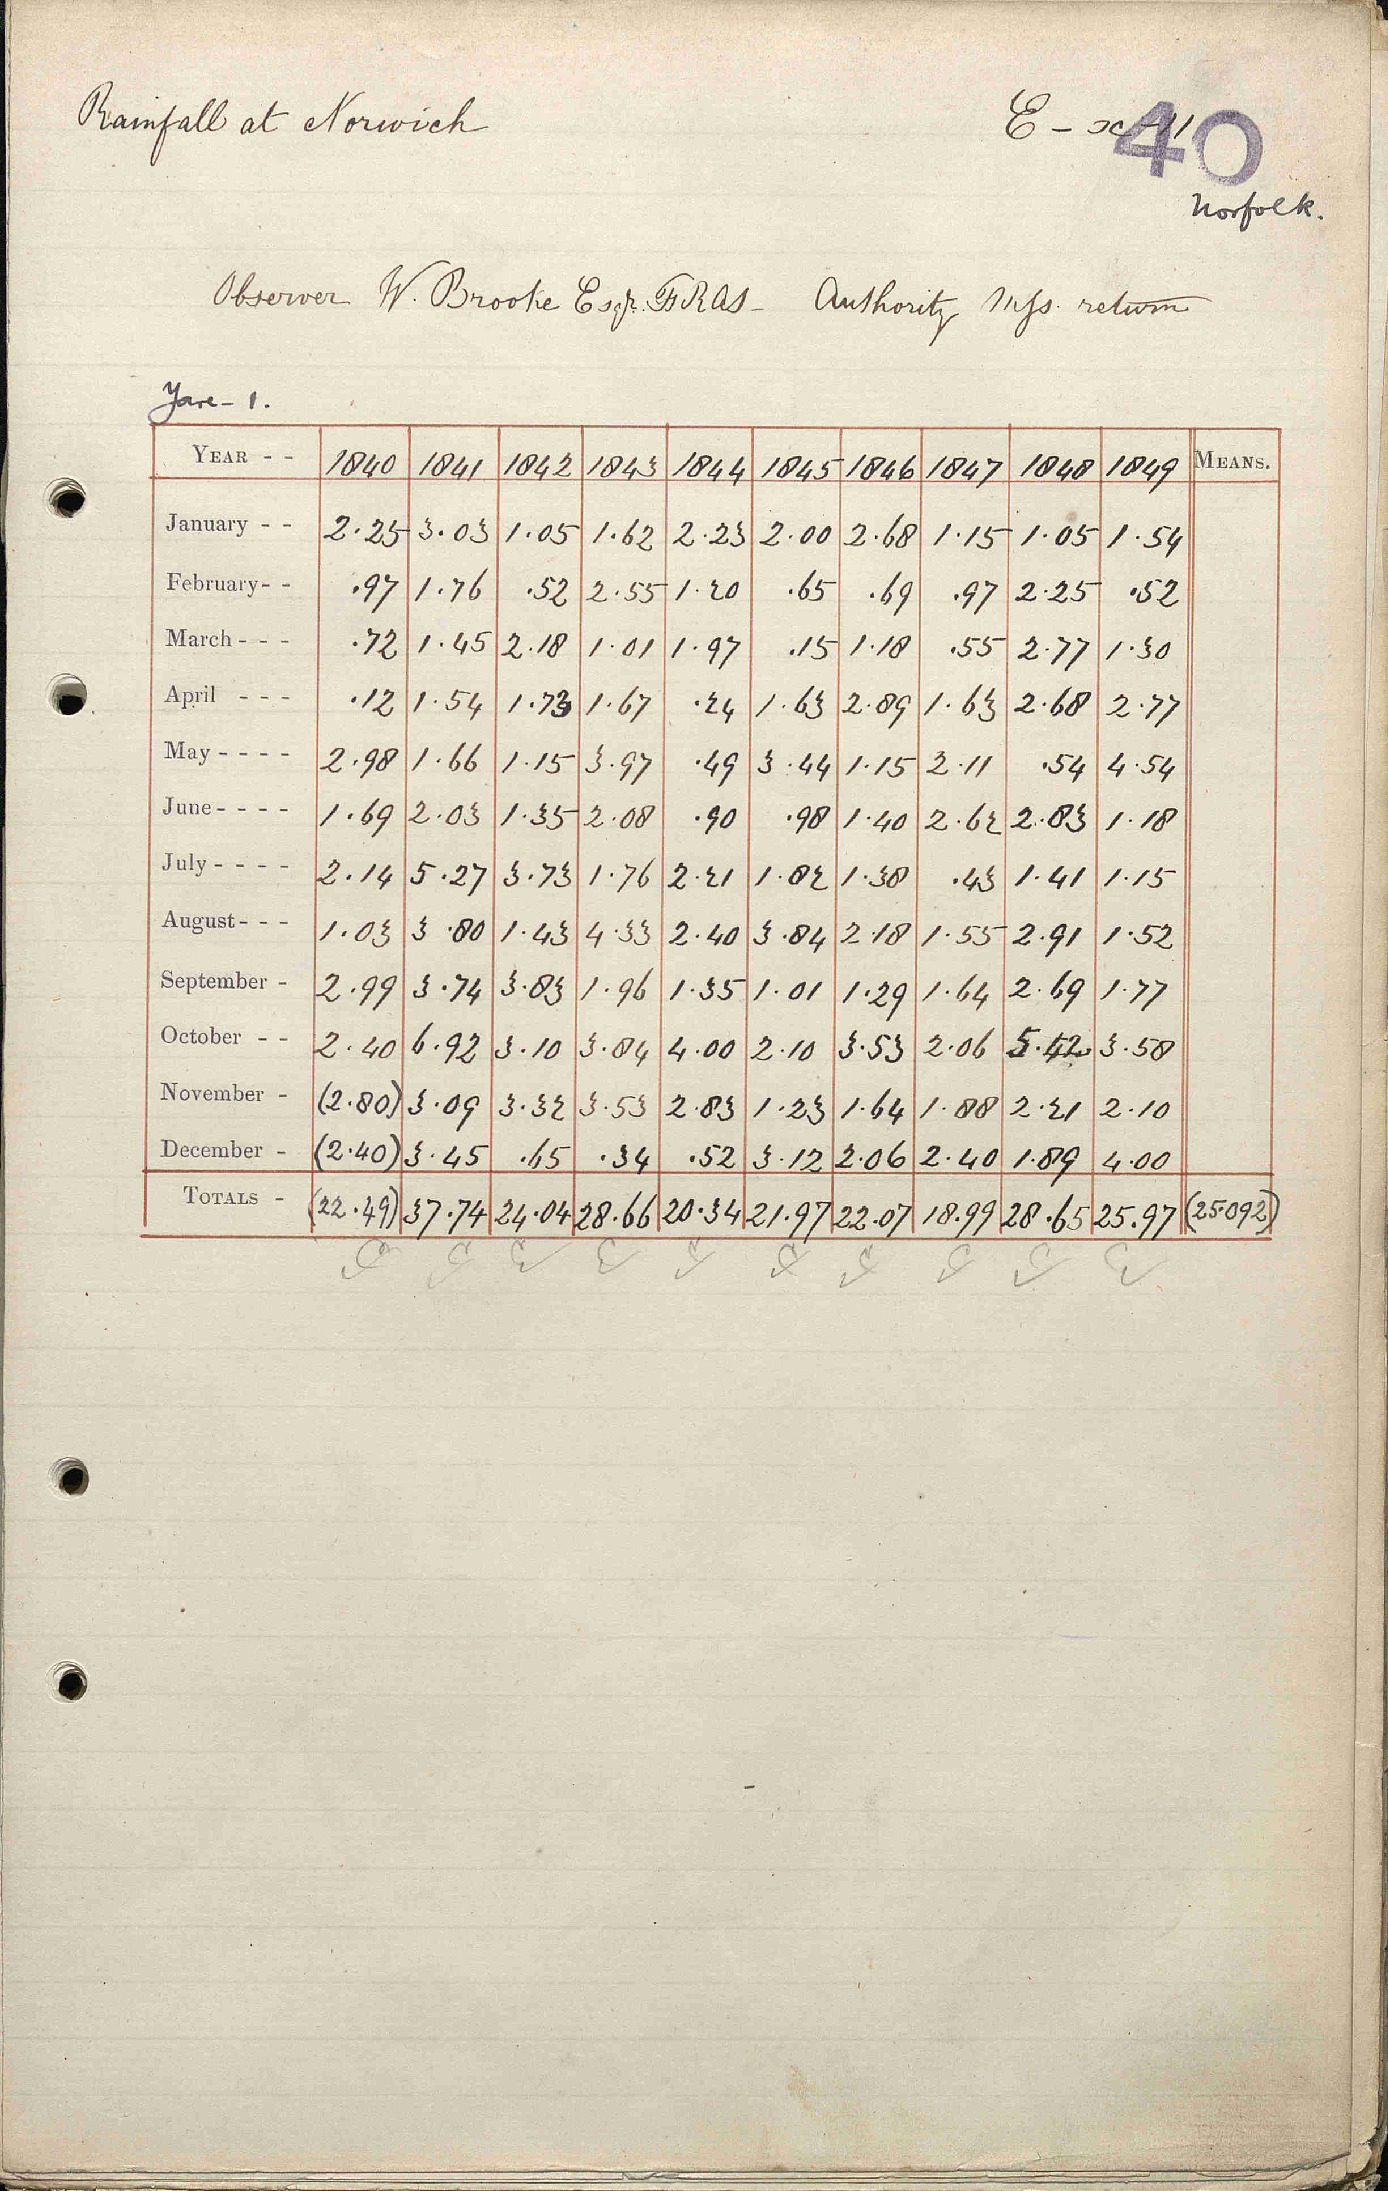 Rainfall at Norwich
E - x - 11
40
Norfolk.
Observer W. Brooke Esqr. FRAS - Authority Mss. return
Yare - 1.
YEAR - - 1840 1841 1842 1843 1844 1845 1846 1847 1848 1849 MEANS.
January - - 2.25 3.03 1.05 1.62 2.23 2.00 2.68 1.15 1.05 1.54
February - - .97 1.76 .52 2.55 1.20 .65 .69 .97 2.25 .52
March - - - .72 1.45 2.18 1.01 1.97 .15 1.18 .55 2.77 1.30
April - - - .12 1.54 1.73 1.67 .24 1.63 2.89 1.63 2.68 2.77
May - - - - 2.98 1.66 1.15 3.97 .49 3.44 1.15 2.11 .54 4.54
June - - - - 1.69 2.03 1.35 2.08 .90 .98 1.40 2.62 2.83 1.18
July - - - - 2.14 5.27 3.73 1.76 2.21 1.82 1.38 .43 1.41 1.15
August - - - 1.03 3.80 1.43 4.33 2.40 3.84 2.18 1.55 2.91 1.52
September - 2.99 3.74 3.83 1.96 1.35 1.01 1.29 1.64 2.69 1.77
October - - 2.40 6.92 3.10 3.84 4.00 2.10 3.53 2.06 5.42 3.58
November - (2.80) 3.09 3.32 3.53 2.83 1.23 1.64 1.88 2.21 2.10
December - (2.40) 3.45 .65 .34 .52 3.12 2.06 2.40 1.89 4.00
TOTALS - (22.49) 37.74 24.04 28.66 20.34 21.97 22.07 18.99 28.65 25.97 (25.092)